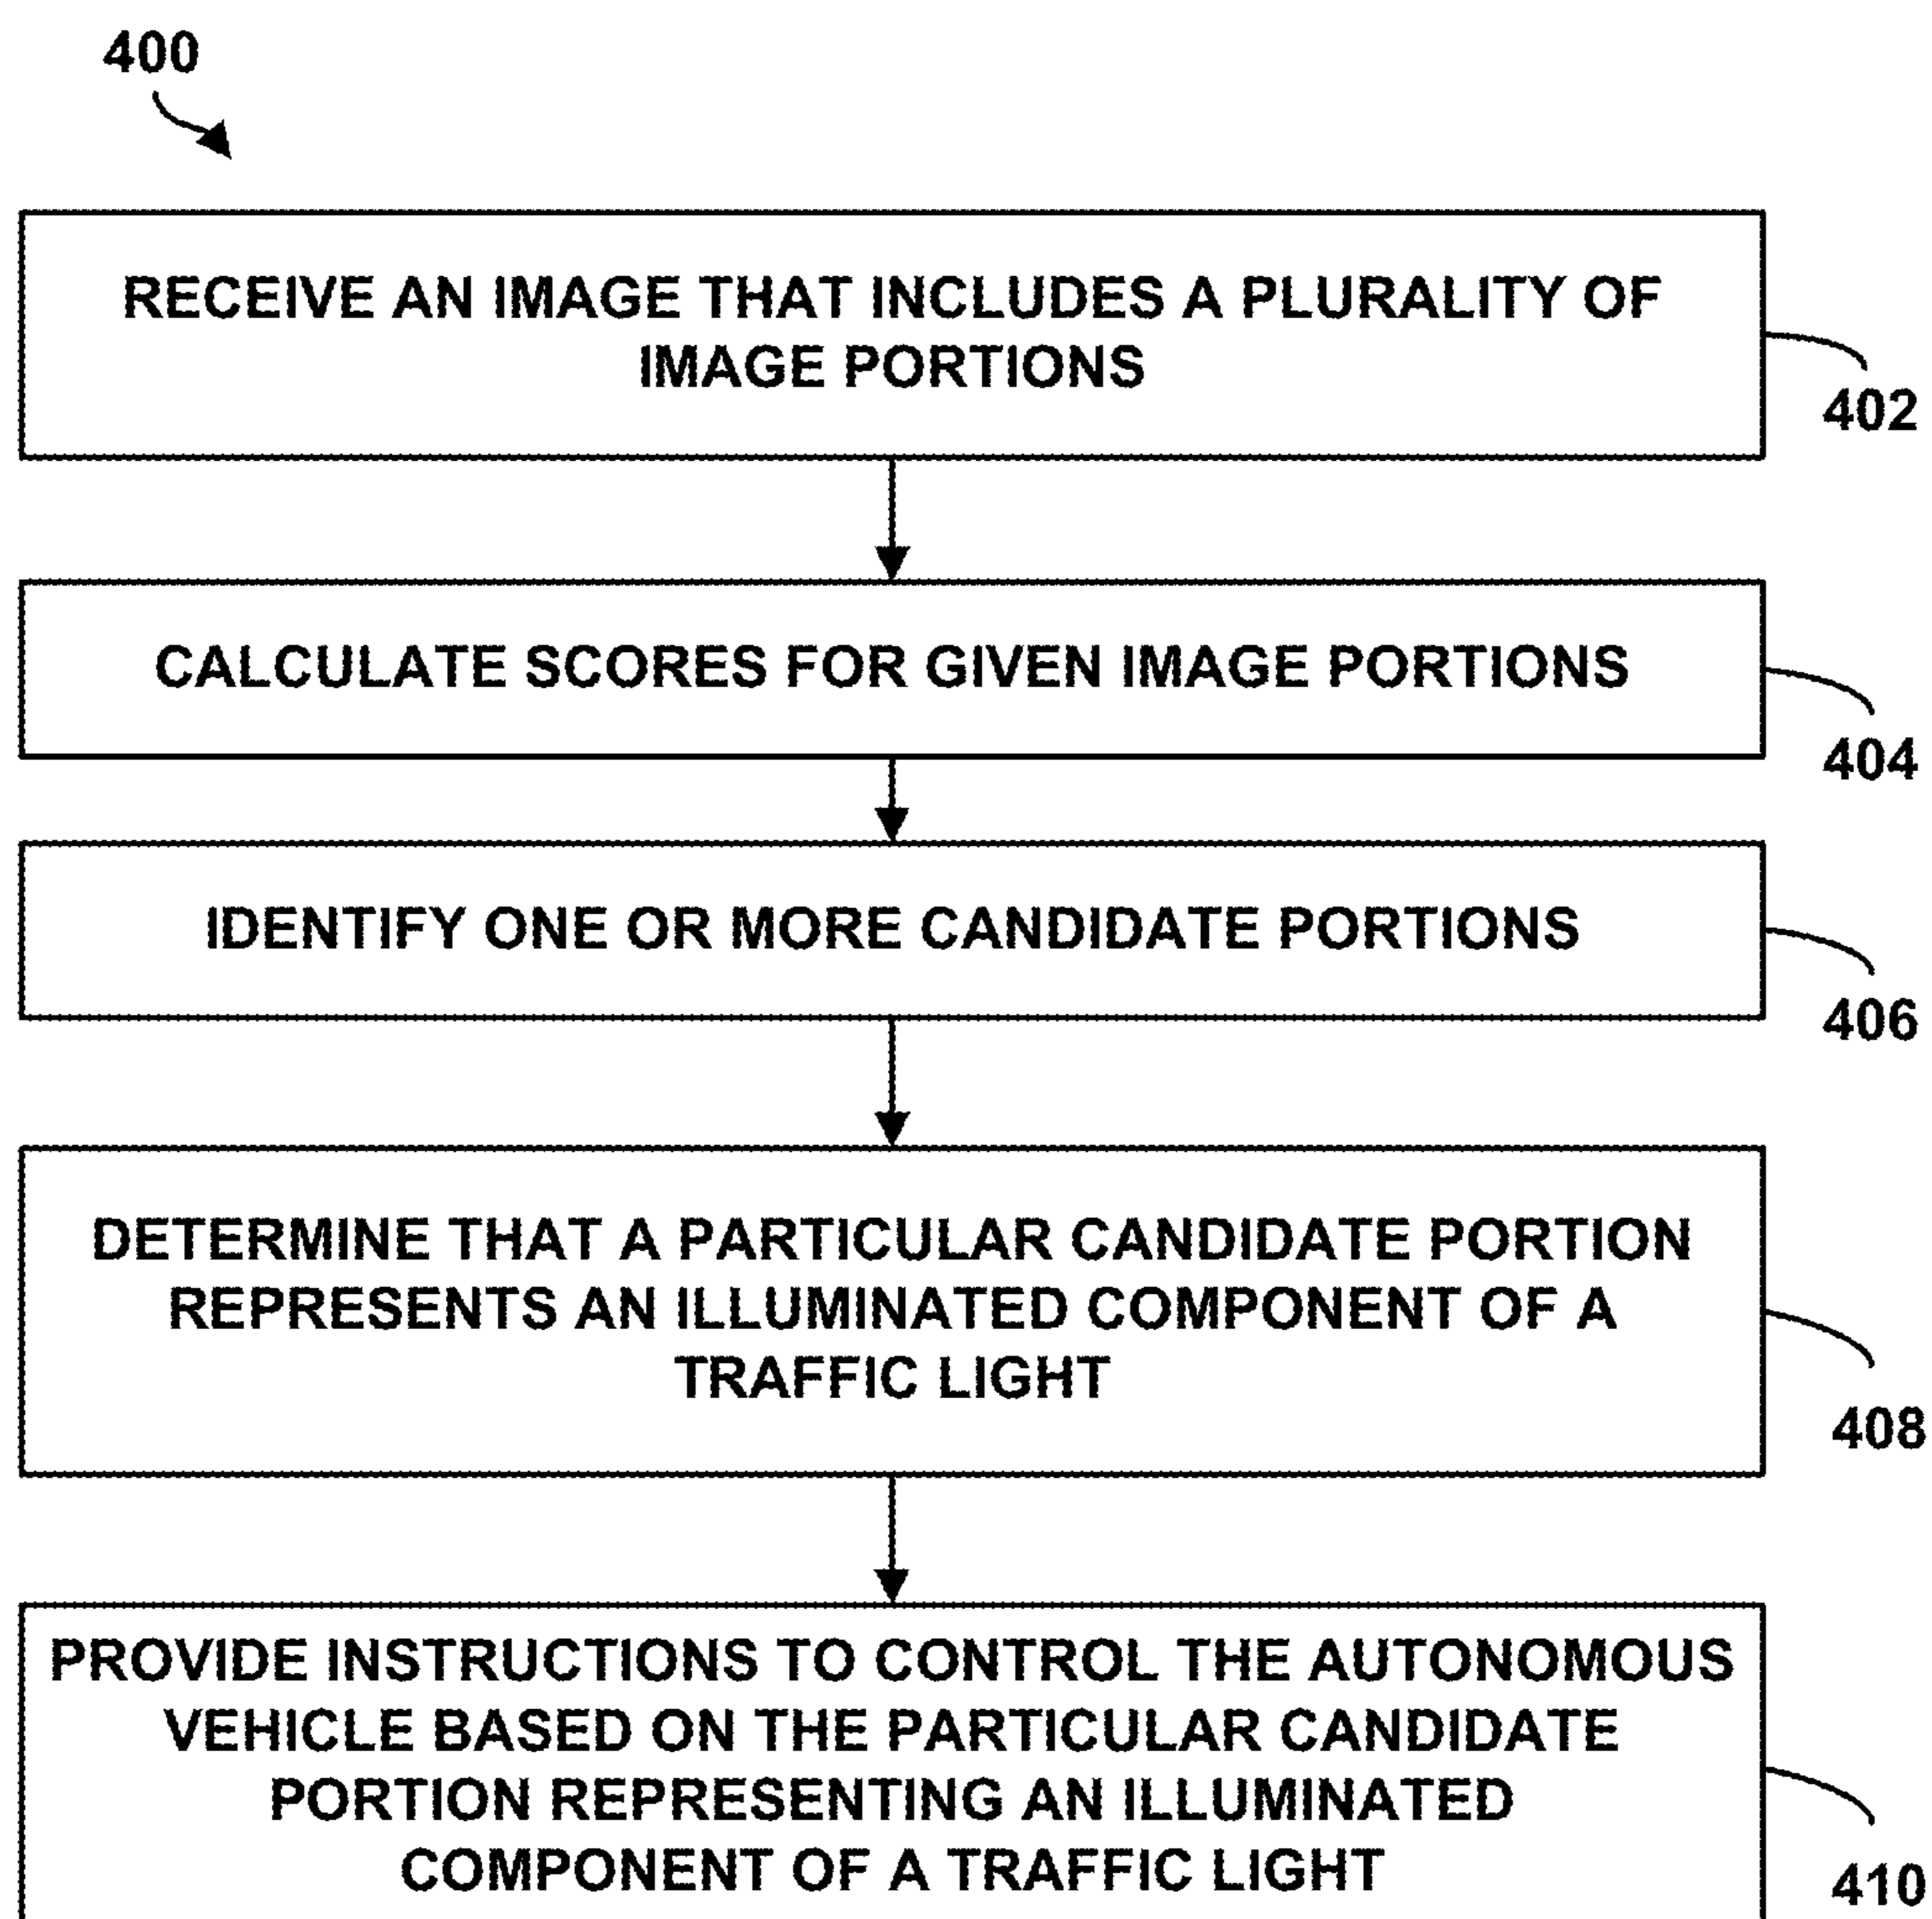 400
RECEIVE AN IMAGE THAT INCLUDES A PLURALITY OF
IMAGE PORTIONS
402
CALCULATE SCORES FOR GIVEN IMAGE PORTIONS
404
IDENTIFY ONE OR MORE CANDIDATE PORTIONS
406
DETERMINE THAT A PARTICULAR CANDIDATE PORTION
REPRESENTS AN ILLUMINATED COMPONENT OF A
TRAFFIC LIGHT
408
PROVIDE INSTRUCTIONS TO CONTROL THE AUTONOMOUS
VEHICLE BASED ON THE PARTICULAR CANDIDATE
PORTION REPRESENTING AN ILLUMINATED
COMPONENT OF A TRAFFIC LIGHT
410